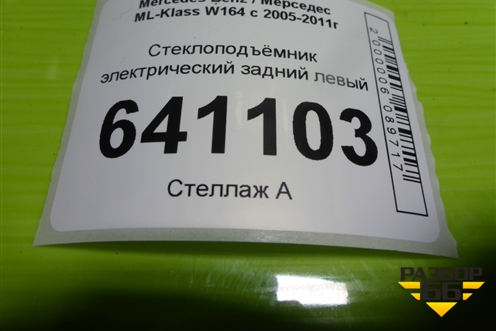 Mercedes-Benz / Мерседес
ML-Klass W164 с 2005-2011г
Стеклоподъёмник
электрический задний левый
641103
Стеллаж А
2000006089717
РАЗБОР
66